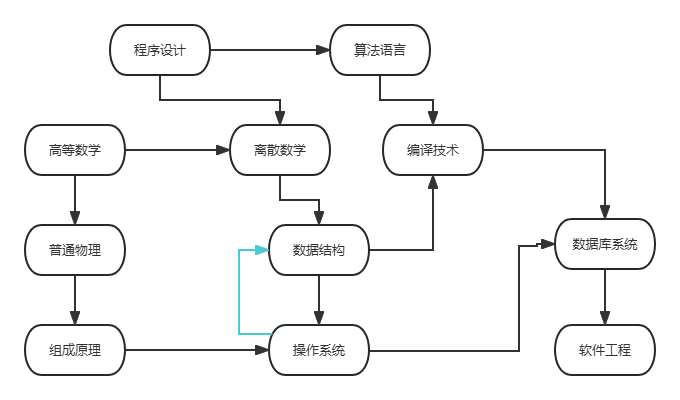 程序设计
算法语言
高等数学
离散数学
编译技术
普通物理
数据结构
数据库系统
组成原理
操作系统
软件工程